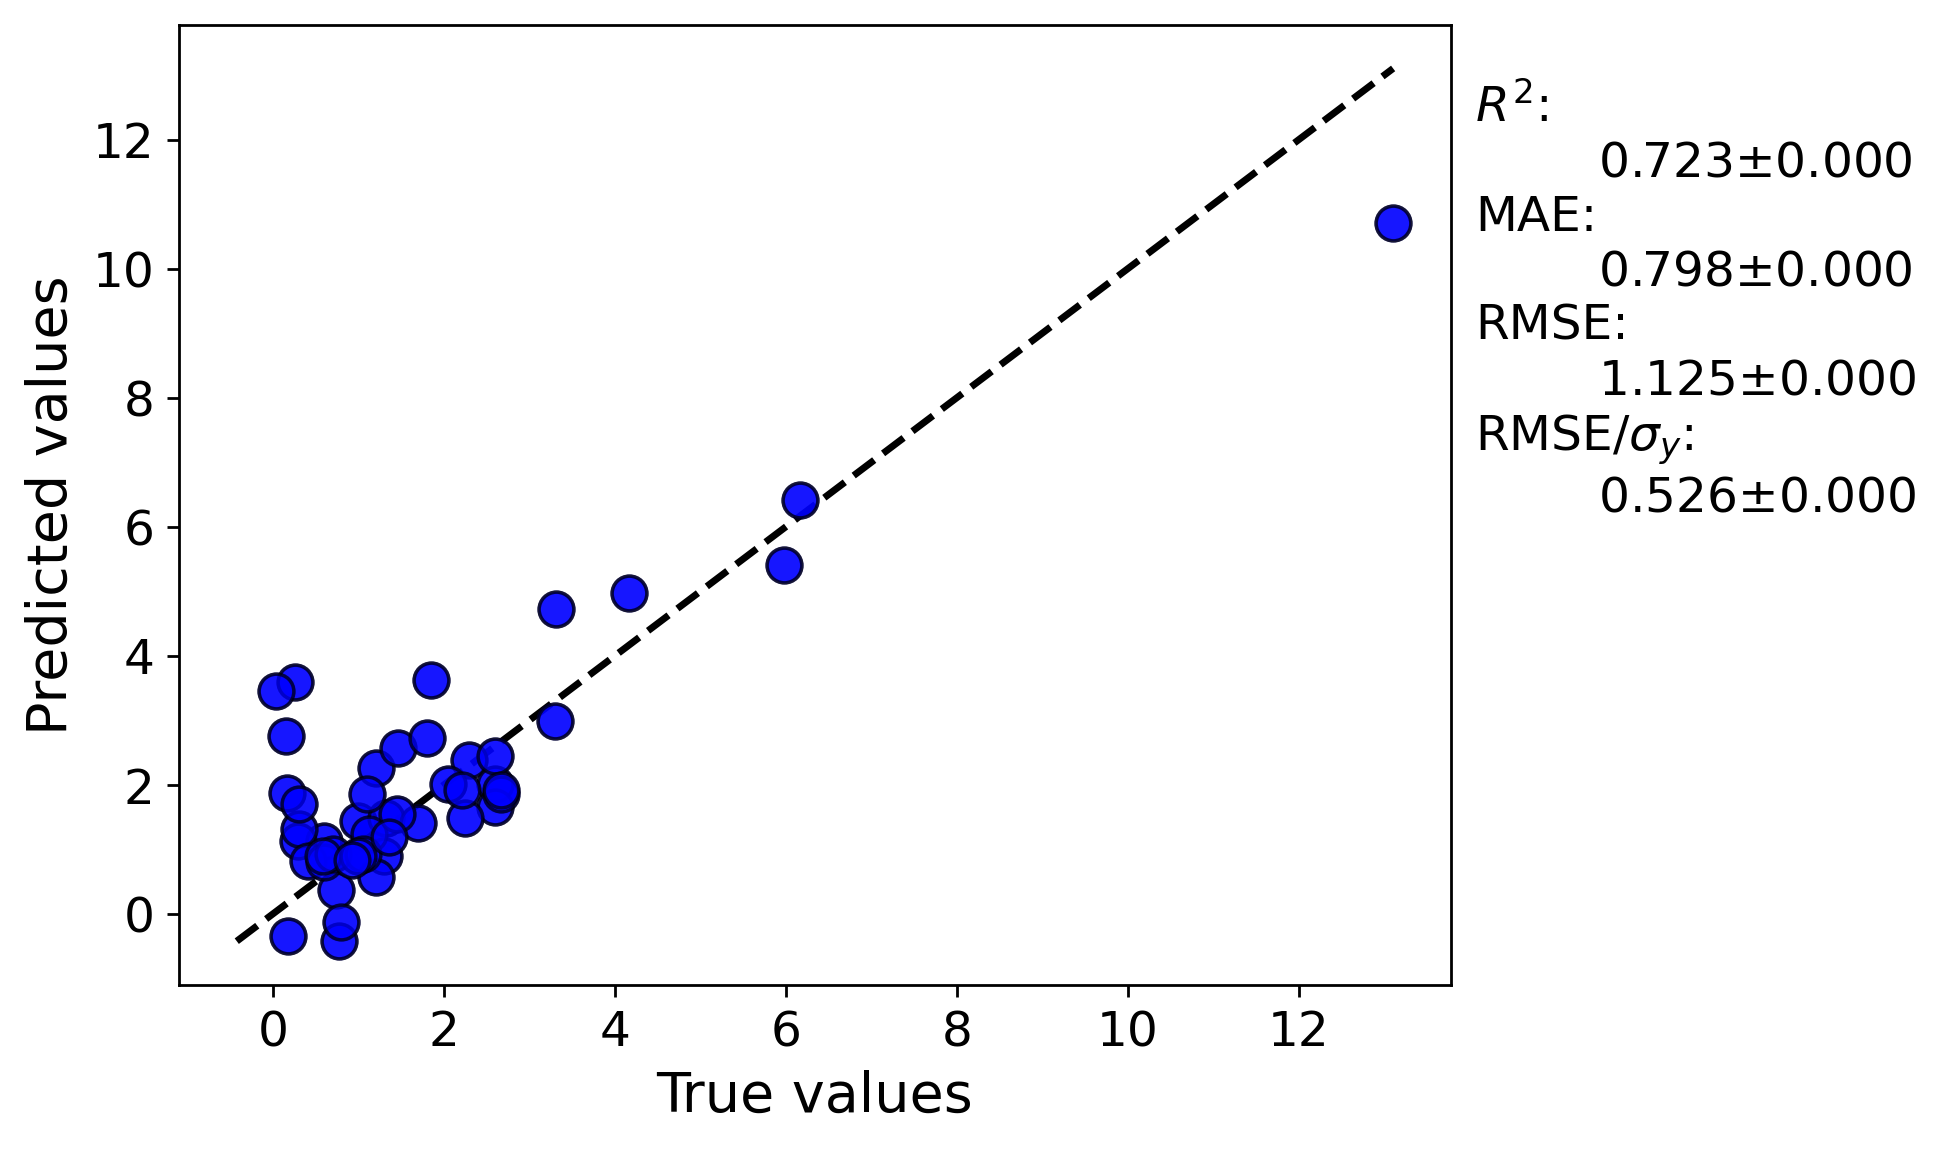 12
10
8
6
4
2
0
Predicted values
0 2 4 6 8 10 12
True values
R²:
0.723±0.000
MAE:
0.798±0.000
RMSE:
1.125±0.000
RMSE/σy:
0.526±0.000